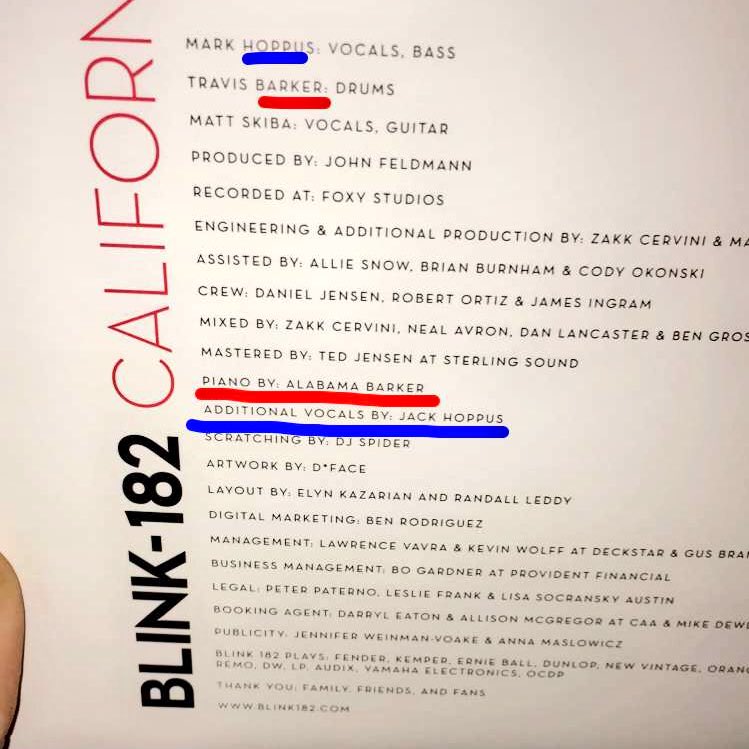 MARK HOPPUS: VOCALS, BASS
TRAVIS BARKER: DRUMS
MATT SKIBA: VOCALS, GUITAR
PRODUCED BY: JOHN FELDMANN
RECORDED AT: FOXY STUDIOS
ENGINEERING & ADDITIONAL PRODUCTION BY: ZAKK CERVINI & MA
ASSISTED BY: ALLIE SNOW, BRIAN BURNHAM & CODY OKONSKI
CREW: DANIEL JENSEN, ROBERT ORTIZ & JAMES INGRAM
MIXED BY: ZAKK CERVINI, NEAL AVRON, DAN LANCASTER & BEN GROS
MASTERED BY: TED JENSEN AT STERLING SOUND
PIANO BY: ALABAMA BARKER
ADDITIONAL VOCALS BY: JACK HOPPUS
SCRATCHING BY: DJ SPIDER
ARTWORK BY: D*FACE
LAYOUT BY: ELYN KAZARIAN AND RANDALL LEDDY
DIGITAL MARKETING: BEN RODRIGUEZ
MANAGEMENT: LAWRENCE VAVRA & KEVIN WOLFF AT DECKSTAR & GUS BRAN
BUSINESS MANAGEMENT: BO GARDNER AT PROVIDENT FINANCIAL
LEGAL: PETER PATERNO, LESLIE FRANK & LISA SOCRANSKY AUSTIN
BOOKING AGENT: DARRYL EATON & ALLISON MCGREGOR AT CAA & MIKE DEWD
PUBLICITY: JENNIFER WEINMAN-VOAKE & ANNA MASLOWICZ
BLINK 182 PLAYS: FENDER, KEMPER, ERNIE BALL, DUNLOP, NEW VINTAGE, ORANG
REMO, DW, LP, AUDIX, YAMAHA ELECTRONICS, OCDP
THANK YOU: FAMILY, FRIENDS, AND FANS
WWW.BLINK182.COM
BLINK-182 CALIFORN